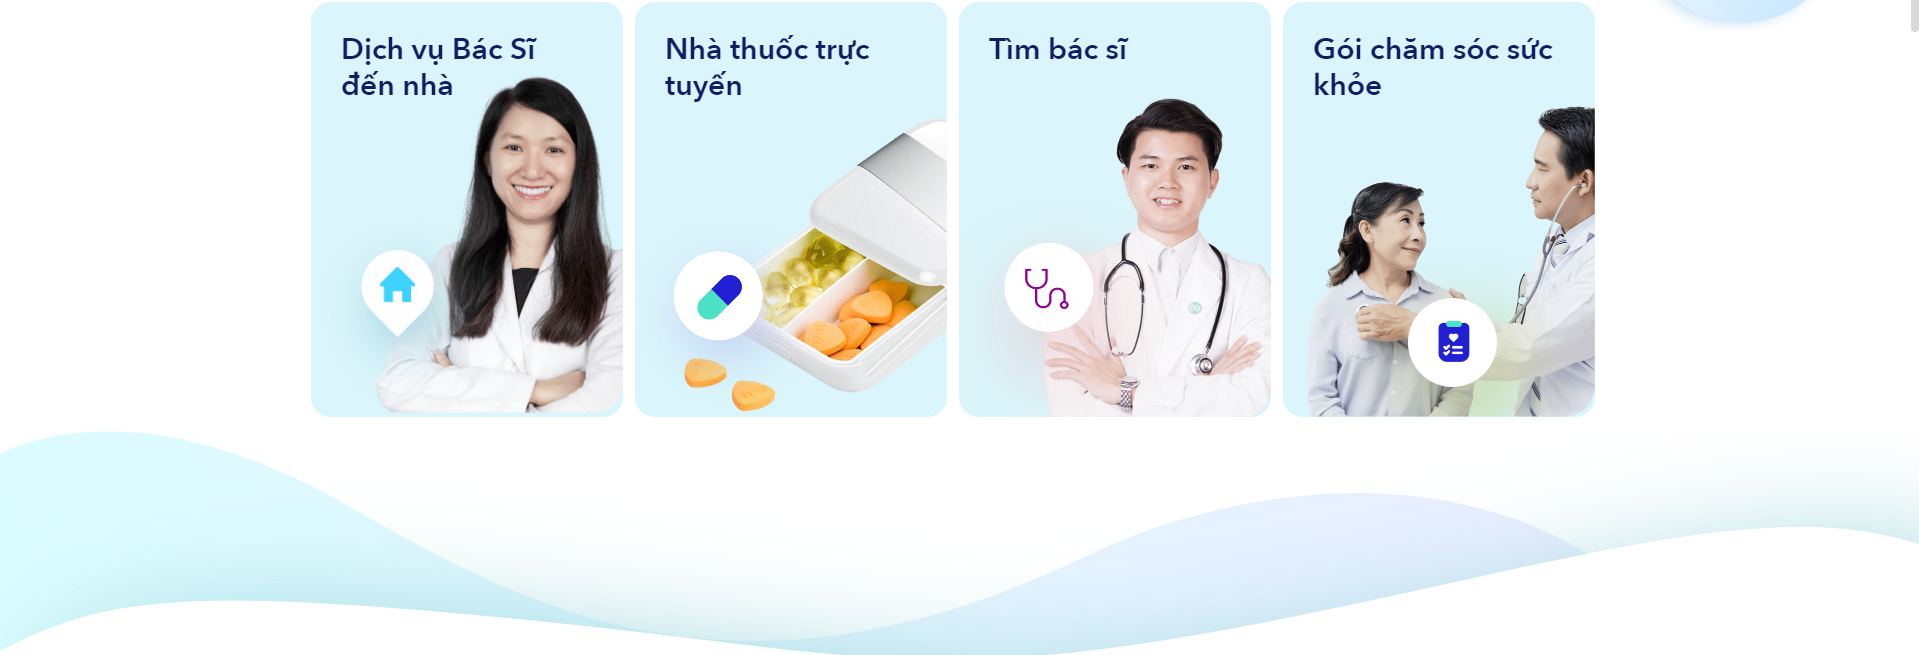 Dịch vụ Bác Sĩ
đến nhà
Nhà thuốc trực
tuyến
Tìm bác sĩ
Gói chăm sóc sức
khỏe